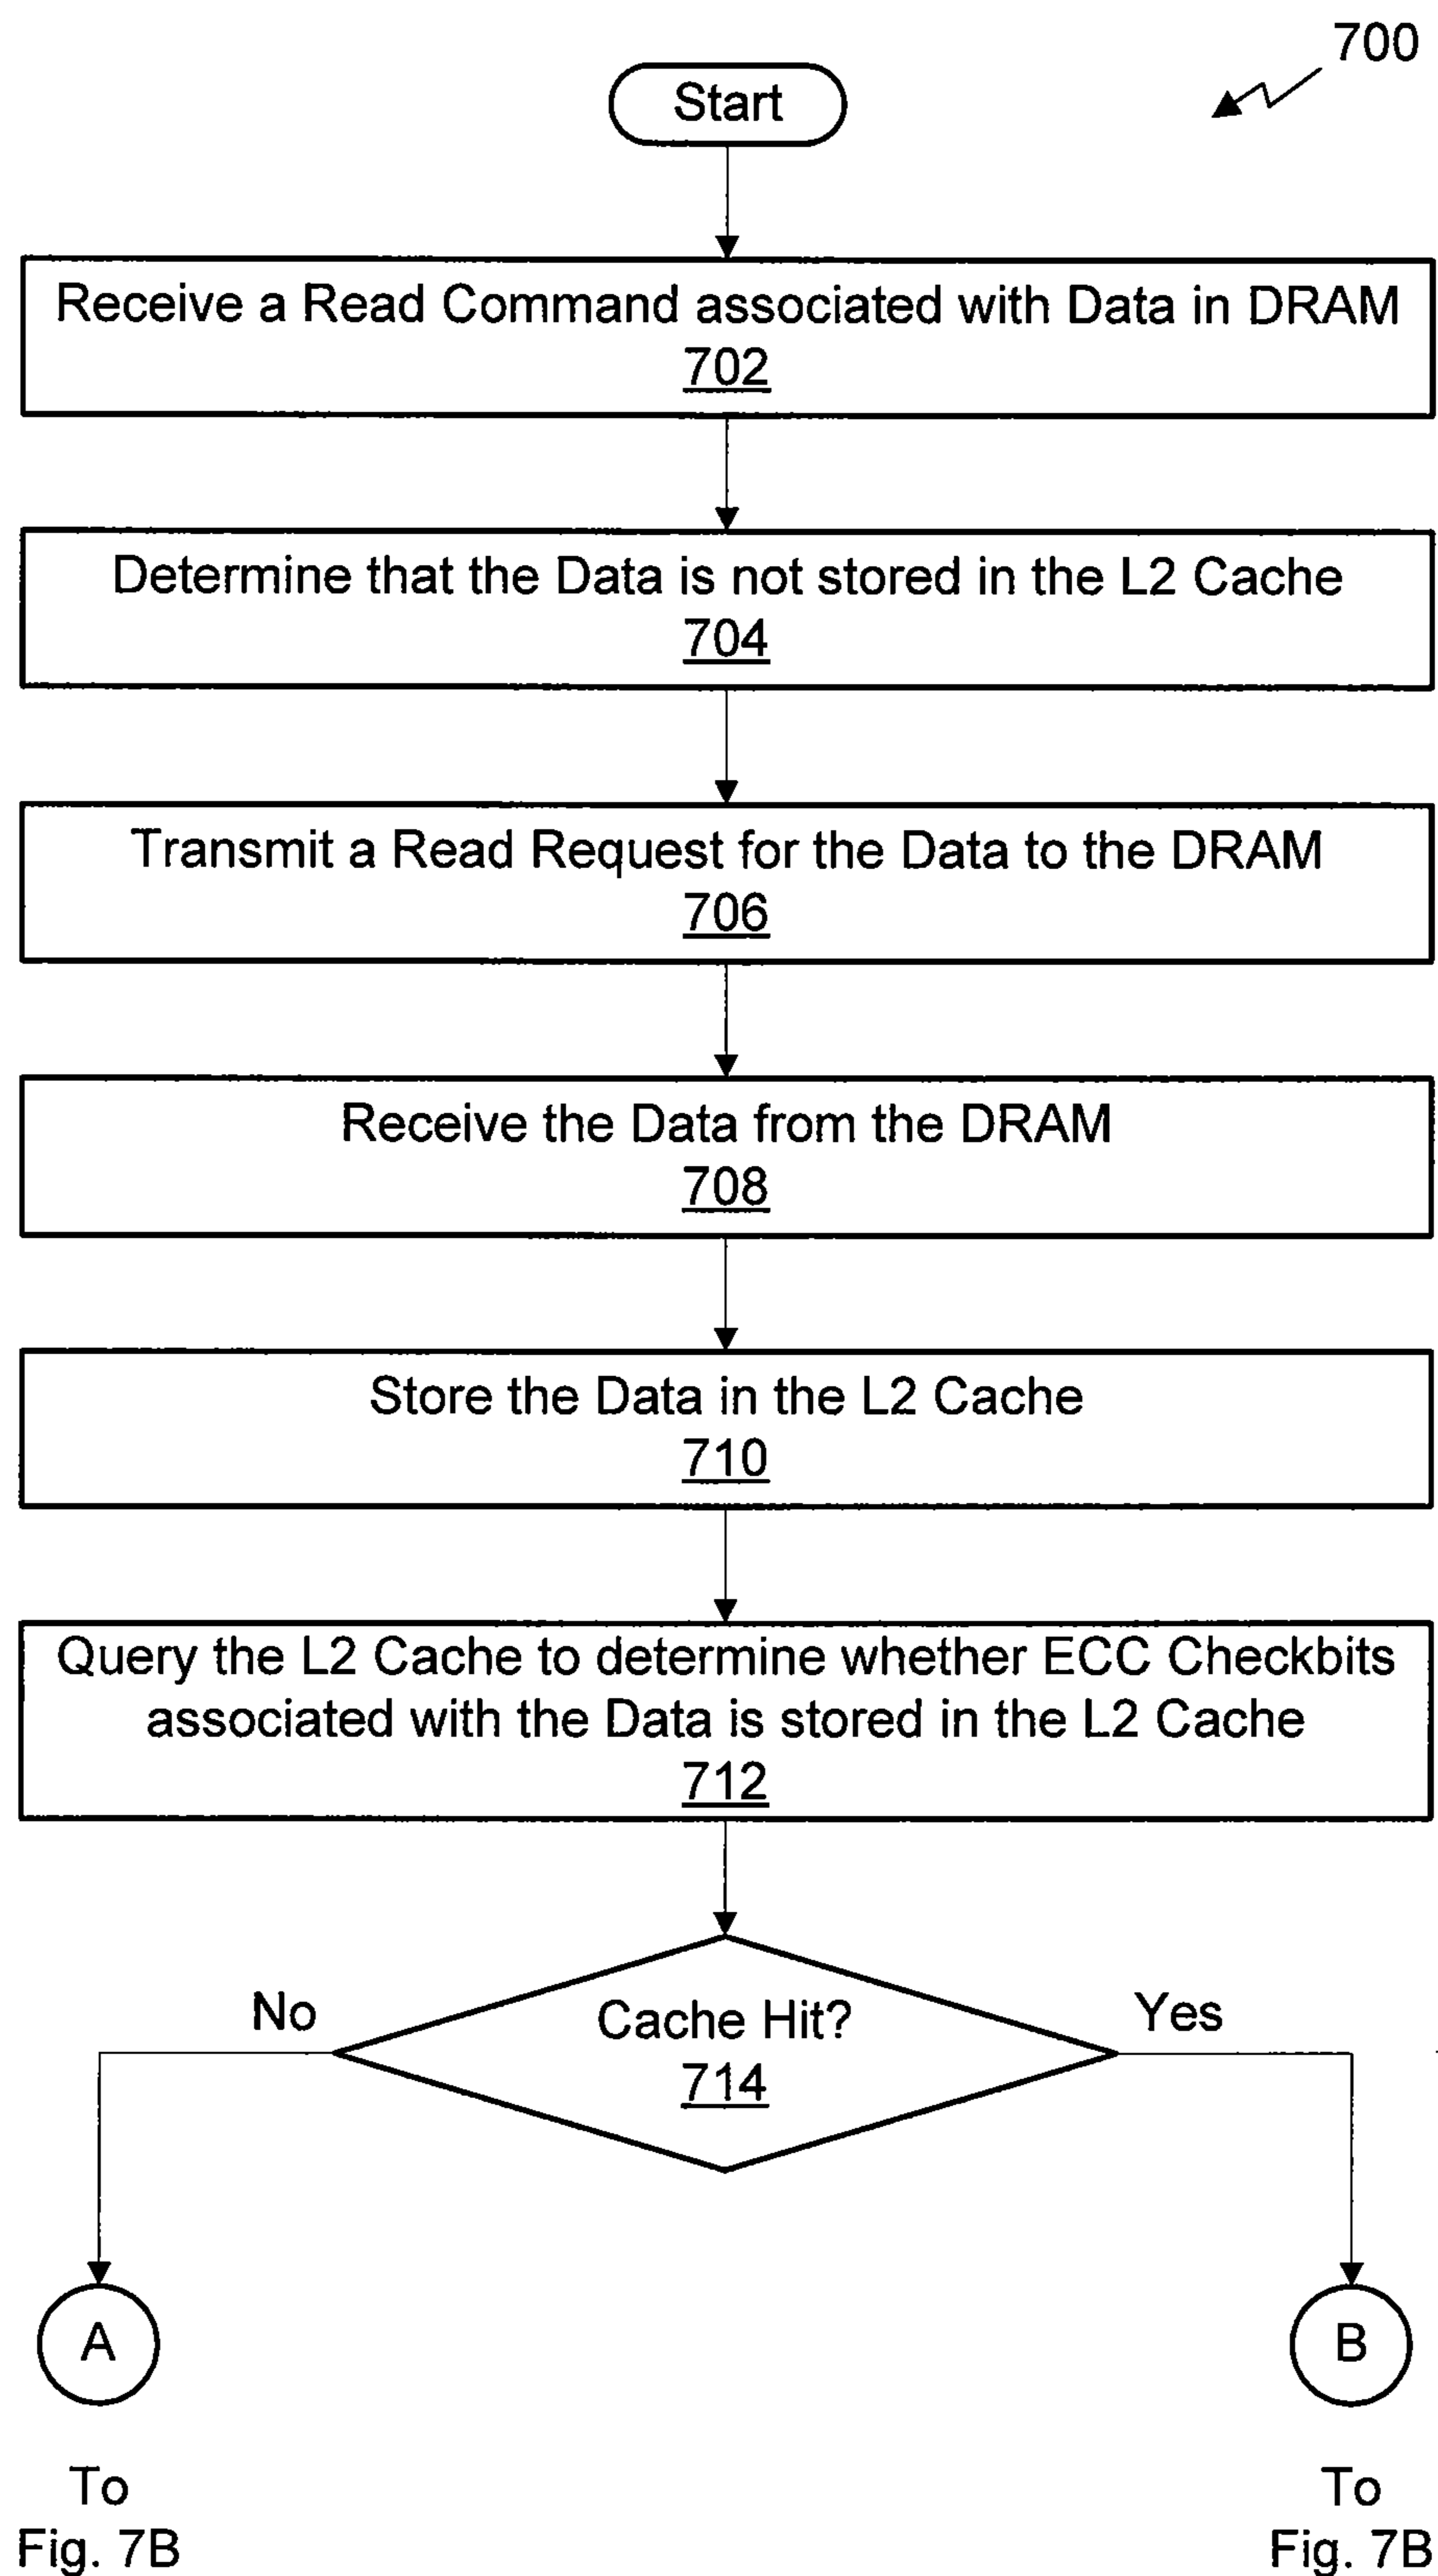 700
Start
Receive a Read Command associated with Data in DRAM
702
Determine that the Data is not stored in the L2 Cache
704
Transmit a Read Request for the Data to the DRAM
706
Receive the Data from the DRAM
708
Store the Data in the L2 Cache
710
Query the L2 Cache to determine whether ECC Checkbits
associated with the Data is stored in the L2 Cache
712
No
Cache Hit?
Yes
714
A
B
To
Fig. 7B
To
Fig. 7B